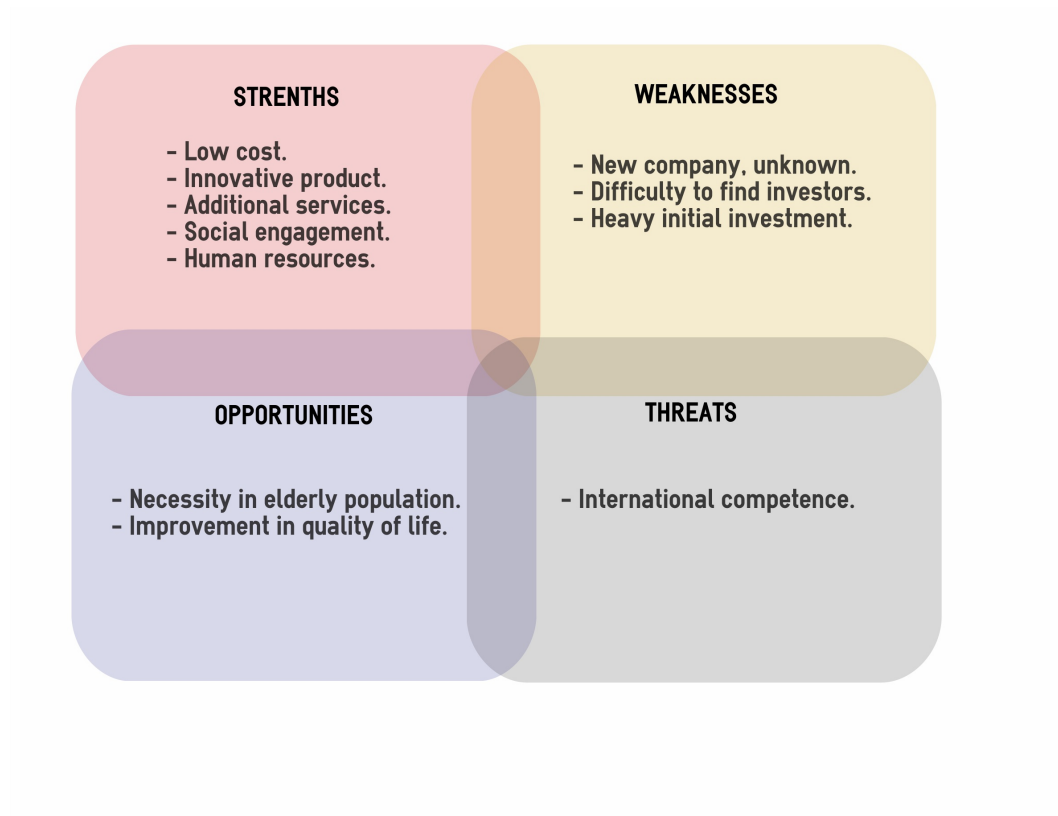 STRENTHS
- Low cost.
- Innovative product.
- Additional services.
- Social engagement.
- Human resources.
WEAKNESSES
- New company, unknown.
- Difficulty to find investors.
- Heavy initial investment.
OPPORTUNITIES
- Necessity in elderly population.
- Improvement in quality of life.
THREATS
- International competence.